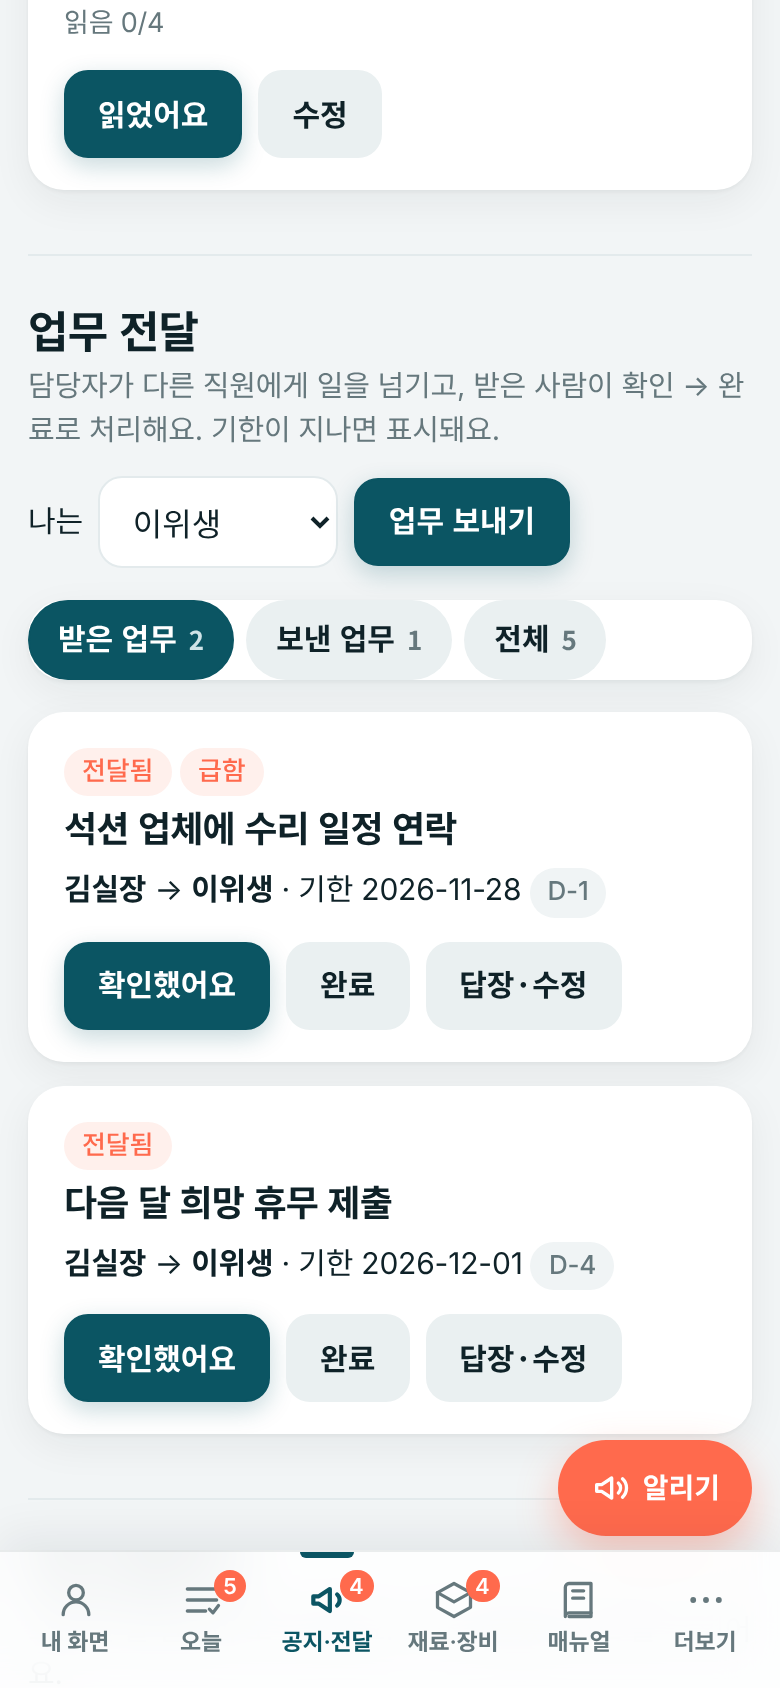 읽음 0/4
읽었어요 수정
업무 전달
담당자가 다른 직원에게 일을 넘기고, 받은 사람이 확인 → 완
료로 처리해요. 기한이 지나면 표시돼요.
나는 이위생 업무 보내기
받은 업무 2 보낸 업무 1 전체 5
전달됨 급함
석션 업체에 수리 일정 연락
김실장 → 이위생 · 기한 2026-11-28 D-1
확인했어요 완료 답장·수정
전달됨
다음 달 희망 휴무 제출
김실장 → 이위생 · 기한 2026-12-01 D-4
확인했어요 완료 답장·수정
알리기
5 4 4
내 화면 오늘 공지·전달 재료·장비 매뉴얼 더보기
요.